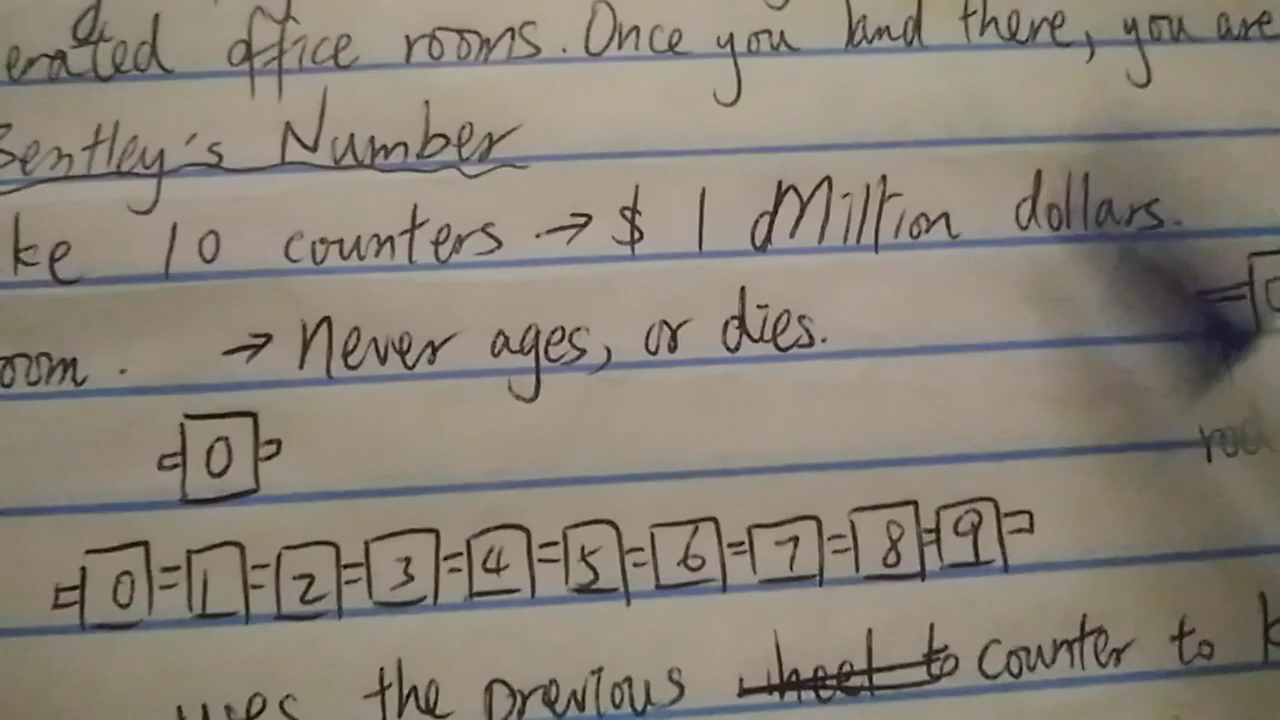 erated office rooms. Once you land there, you are
Bentley's Number
ke 10 counters → $ 1 Million dollars.
oom. → never ages, or dies.
0
0 = 1 = 2 = 3 = 4 = 5 = 6 = 7 = 8 = 9 =
uses the previous counter to k